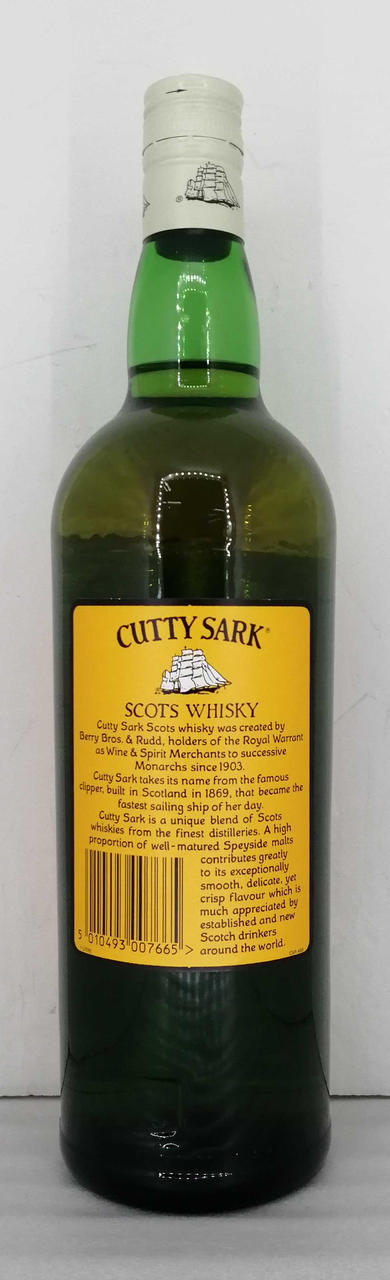 ®
CUTTY SARK®
SCOTS WHISKY
Cutty Sark Scots whisky was created by
Berry Bros. & Rudd, holders of the Royal Warrant
as Wine & Spirit Merchants to successive
Monarchs since 1903.
Cutty Sark takes its name from the famous
clipper, built in Scotland in 1869, that became the
fastest sailing ship of her day.
Cutty Sark is a unique blend of Scots
whiskies from the finest distilleries. A high
proportion of well-matured Speyside malts
contributes greatly
to its exceptionally
smooth, delicate, yet
crisp flavour which is
much appreciated by
established and new
Scotch drinkers
around the world.
5 010493 007665 >